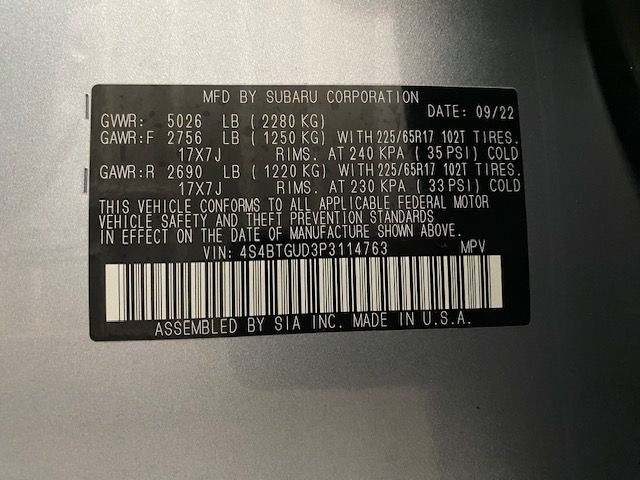 MFD BY SUBARU CORPORATION
DATE: 09/22
GVWR: 5026 LB ( 2280 KG)
GAWR:F 2756 LB ( 1250 KG) WITH 225/65R17 102T TIRES.
17X7J RIMS. AT 240 KPA ( 35 PSI) COLD
GAWR:R 2690 LB ( 1220 KG) WITH 225/65R17 102T TIRES.
17X7J RIMS. AT 230 KPA ( 33 PSI) COLD
THIS VEHICLE CONFORMS TO ALL APPLICABLE FEDERAL MOTOR
VEHICLE SAFETY AND THEFT PREVENTION STANDARDS
IN EFFECT ON THE DATE OF MANUFACTURE SHOWN ABOVE.
VIN: 4S4BTGUD3P3114763 MPV
ASSEMBLED BY SIA INC. MADE IN U.S.A.